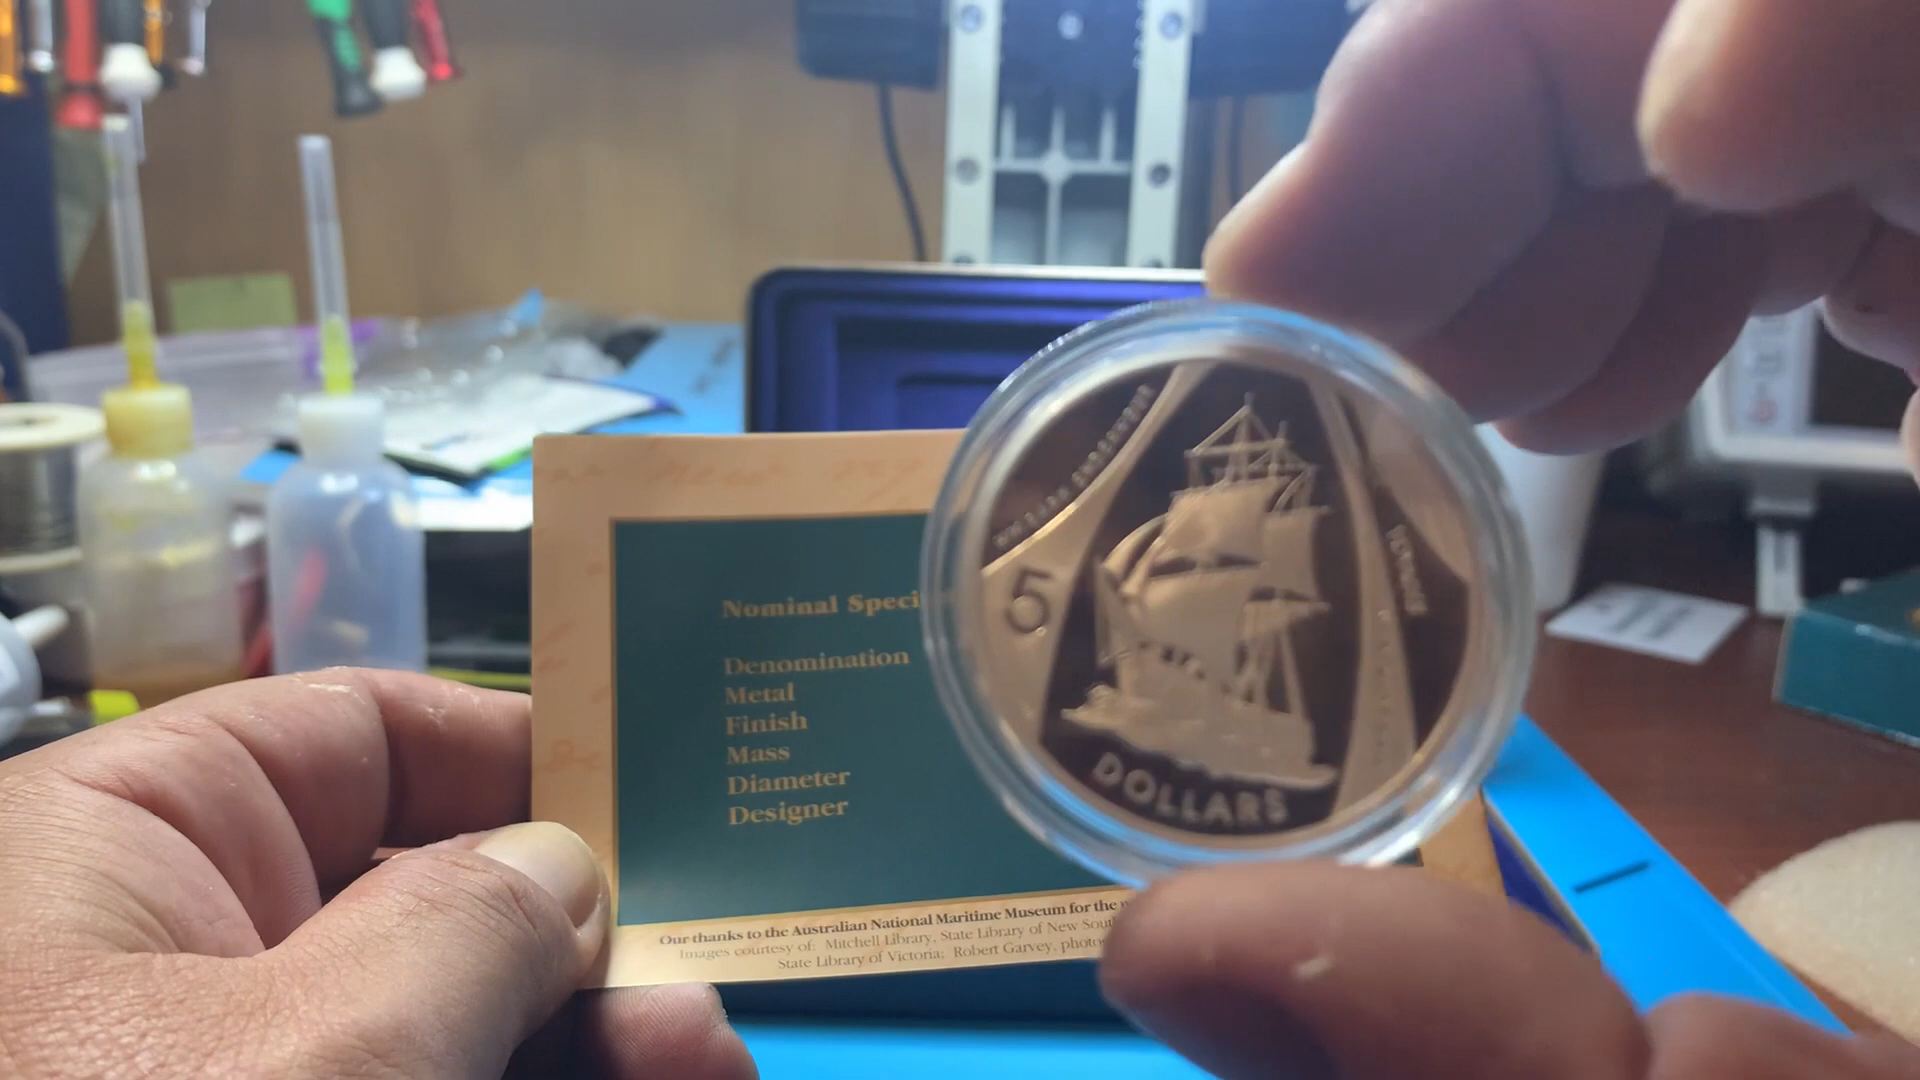 Nominal Speci
Denomination
Metal
Finish
Mass
Diameter
Designer
Our thanks to the Australian National Maritime Museum for the
Images courtesy of: Mitchell Library, State Library of New Sout
State Library of Victoria; Robert Garvey, photo
5
DOLLARS